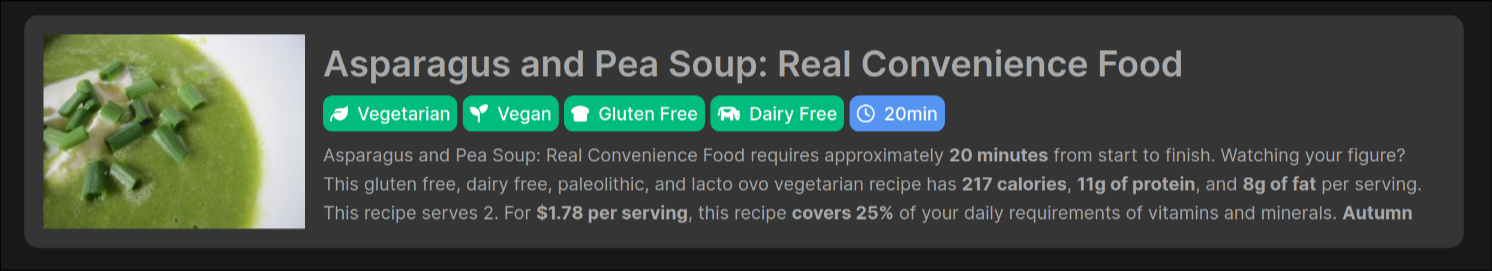 Asparagus and Pea Soup: Real Convenience Food
Vegetarian Vegan Gluten Free Dairy Free 20min
Asparagus and Pea Soup: Real Convenience Food requires approximately 20 minutes from start to finish. Watching your figure?
This gluten free, dairy free, paleolithic, and lacto ovo vegetarian recipe has 217 calories, 11g of protein, and 8g of fat per serving.
This recipe serves 2. For $1.78 per serving, this recipe covers 25% of your daily requirements of vitamins and minerals. Autumn